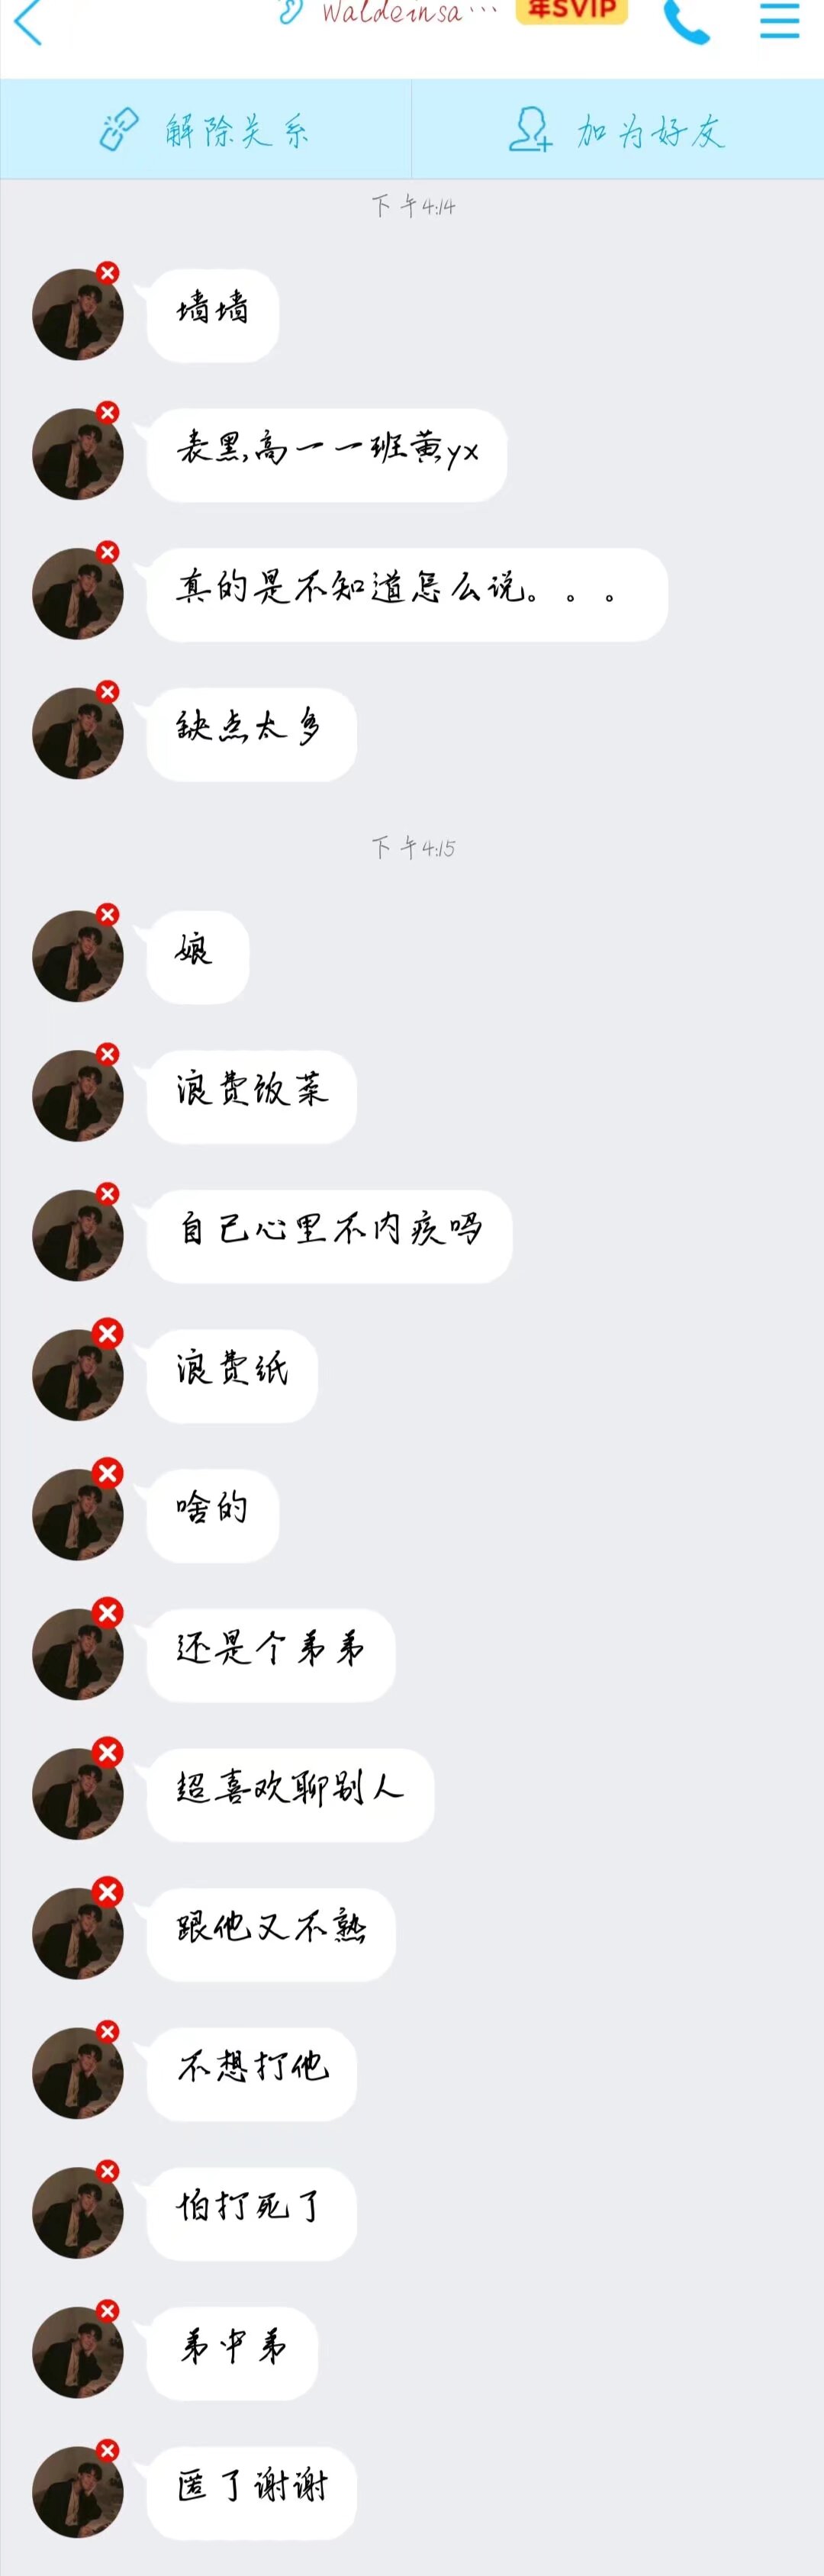 Waldeinsa…
年SVIP
解除关系
加为好友
下午4:14
墙墙
表黑,高一一班黄yx
真的是不知道怎么说。。。
缺点太多
下午4:15
娘
浪费饭菜
自己心里不内疚吗
浪费纸
啥的
还是个弟弟
超喜欢聊别人
跟他又不熟
不想打他
怕打死了
弟中弟
匿了谢谢